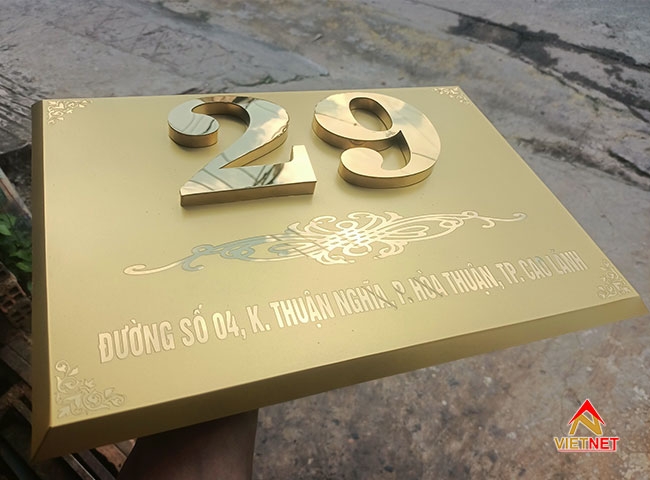 29
ĐƯỜNG SỐ 04, K. THUẬN NGHĨA, P. HÒA THUẬN, TP. CAO LÃNH
VIETNET